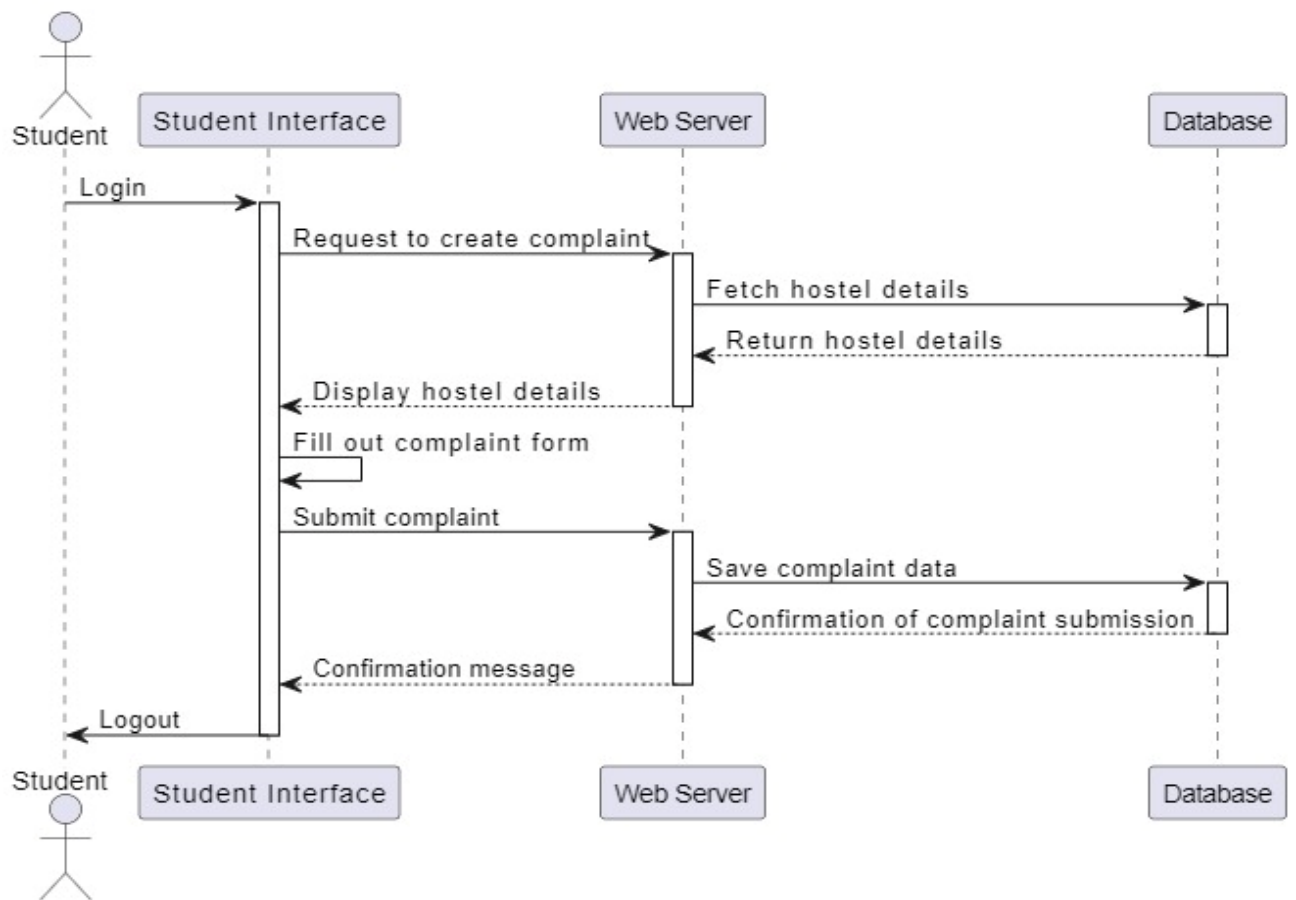 Student
Student Interface
Web Server
Database
Login
Request to create complaint
Fetch hostel details
Return hostel details
Display hostel details
Fill out complaint form
Submit complaint
Save complaint data
Confirmation of complaint submission
Confirmation message
Logout
Student
Student Interface
Web Server
Database